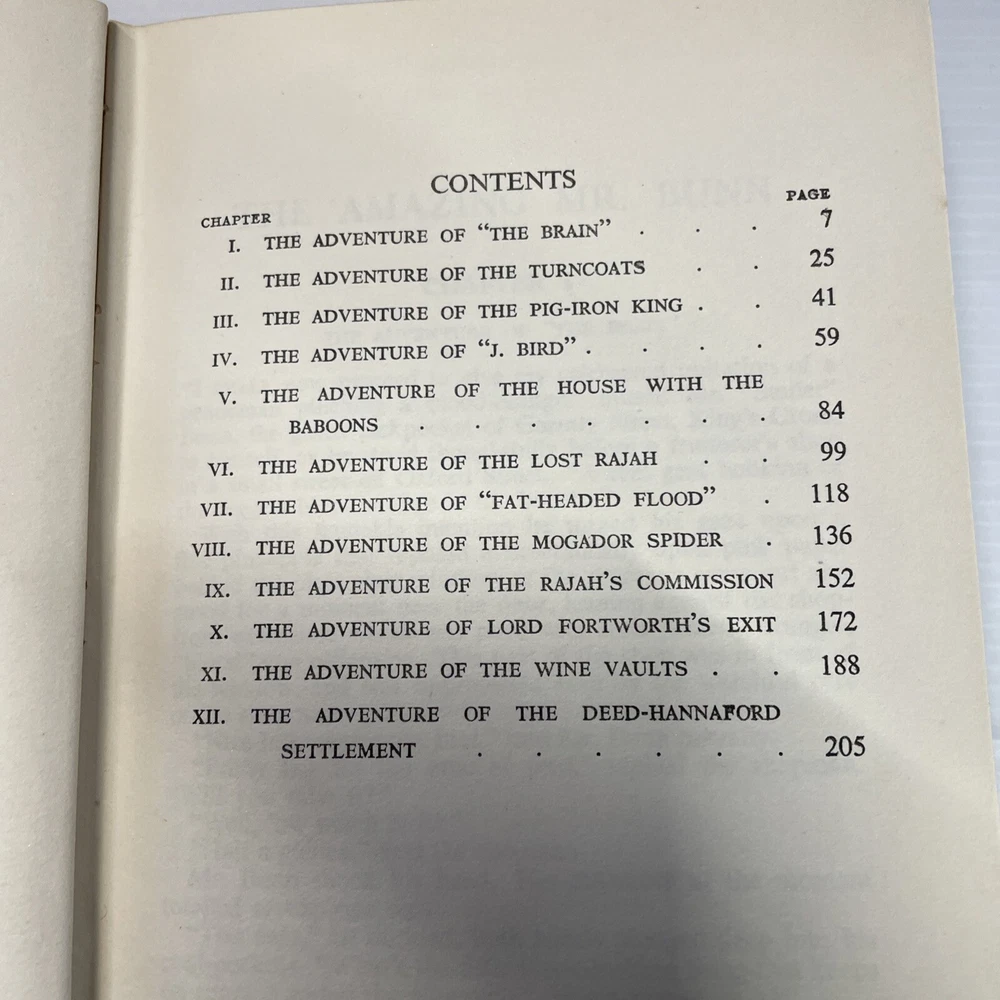 CONTENTS
CHAPTER PAGE
I. THE ADVENTURE OF "THE BRAIN" . . . 7
II. THE ADVENTURE OF THE TURNCOATS . . 25
III. THE ADVENTURE OF THE PIG-IRON KING . . 41
IV. THE ADVENTURE OF "J. BIRD" . . . . 59
V. THE ADVENTURE OF THE HOUSE WITH THE
BABOONS . . . . . . . 84
VI. THE ADVENTURE OF THE LOST RAJAH . . 99
VII. THE ADVENTURE OF "FAT-HEADED FLOOD" . 118
VIII. THE ADVENTURE OF THE MOGADOR SPIDER . 136
IX. THE ADVENTURE OF THE RAJAH'S COMMISSION 152
X. THE ADVENTURE OF LORD FORTWORTH'S EXIT 172
XI. THE ADVENTURE OF THE WINE VAULTS . . 188
XII. THE ADVENTURE OF THE DEED-HANNAFORD
SETTLEMENT . . . . . . 205